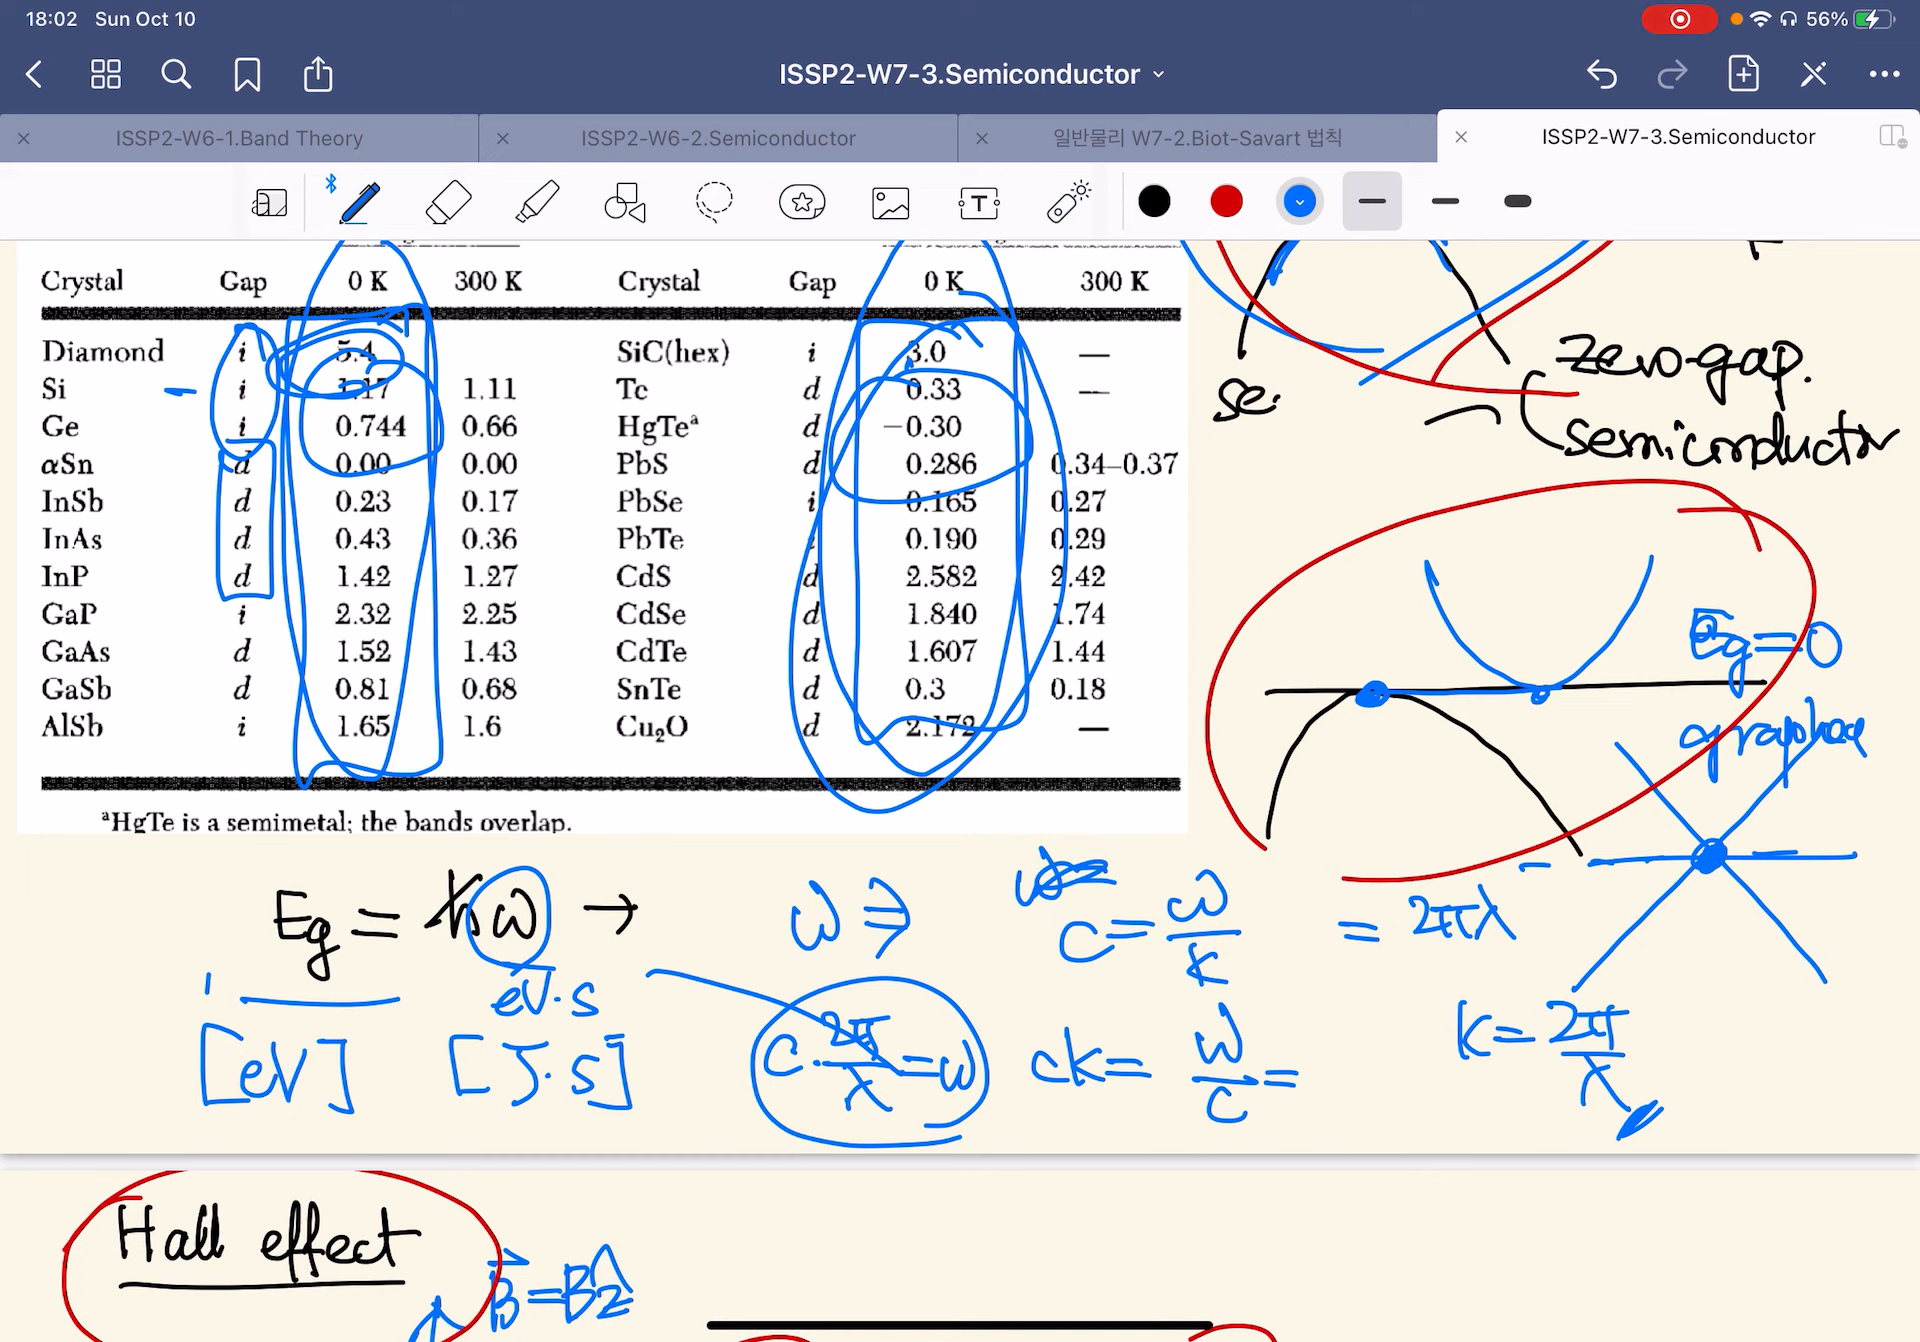 18:02 Sun Oct 10
56%
ISSP2-W7-3.Semiconductor
ISSP2-W6-1.Band Theory
ISSP2-W6-2.Semiconductor
일반물리 W7-2.Biot-Savart 법칙
ISSP2-W7-3.Semiconductor
Crystal Gap 0 K 300 K Crystal Gap 0 K 300 K
Diamond i 5.4 SiC(hex) i 3.0 —
Si i 1.17 1.11 Te d 0.33 —
Ge i 0.744 0.66 HgTeᵃ d −0.30
αSn d 0.00 0.00 PbS d 0.286 0.34–0.37
InSb d 0.23 0.17 PbSe i 0.165 0.27
InAs d 0.43 0.36 PbTe i 0.190 0.29
InP d 1.42 1.27 CdS d 2.582 2.42
GaP i 2.32 2.25 CdSe d 1.840 1.74
GaAs d 1.52 1.43 CdTe d 1.607 1.44
GaSb d 0.81 0.68 SnTe d 0.3 0.18
AlSb i 1.65 1.6 Cu₂O d 2.172 —
ᵃHgTe is a semimetal; the bands overlap.
zero-gap.
semiconductor
Eg=0
Eg = ħω → ω ⇒ C = ω/k = 2πλ
eV·s
[eV] [J·s] C·2π/λ = ω ck = ω/c = k = 2π/λ
Hall effect
B⃗ = Bẑ